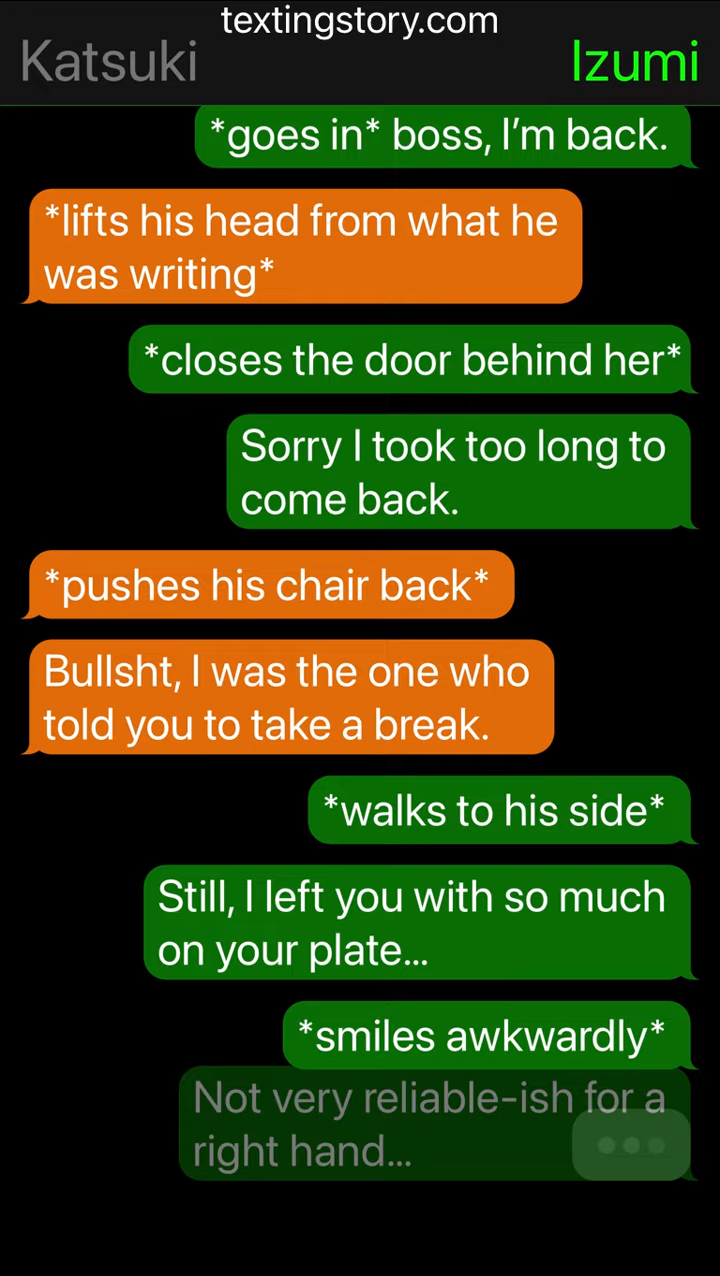 textingstory.com
Katsuki
Izumi
*goes in* boss, I’m back.
*lifts his head from what he
was writing*
*closes the door behind her*
Sorry I took too long to
come back.
*pushes his chair back*
Bullsht, I was the one who
told you to take a break.
*walks to his side*
Still, I left you with so much
on your plate...
*smiles awkwardly*
Not very reliable-ish for a
right hand...